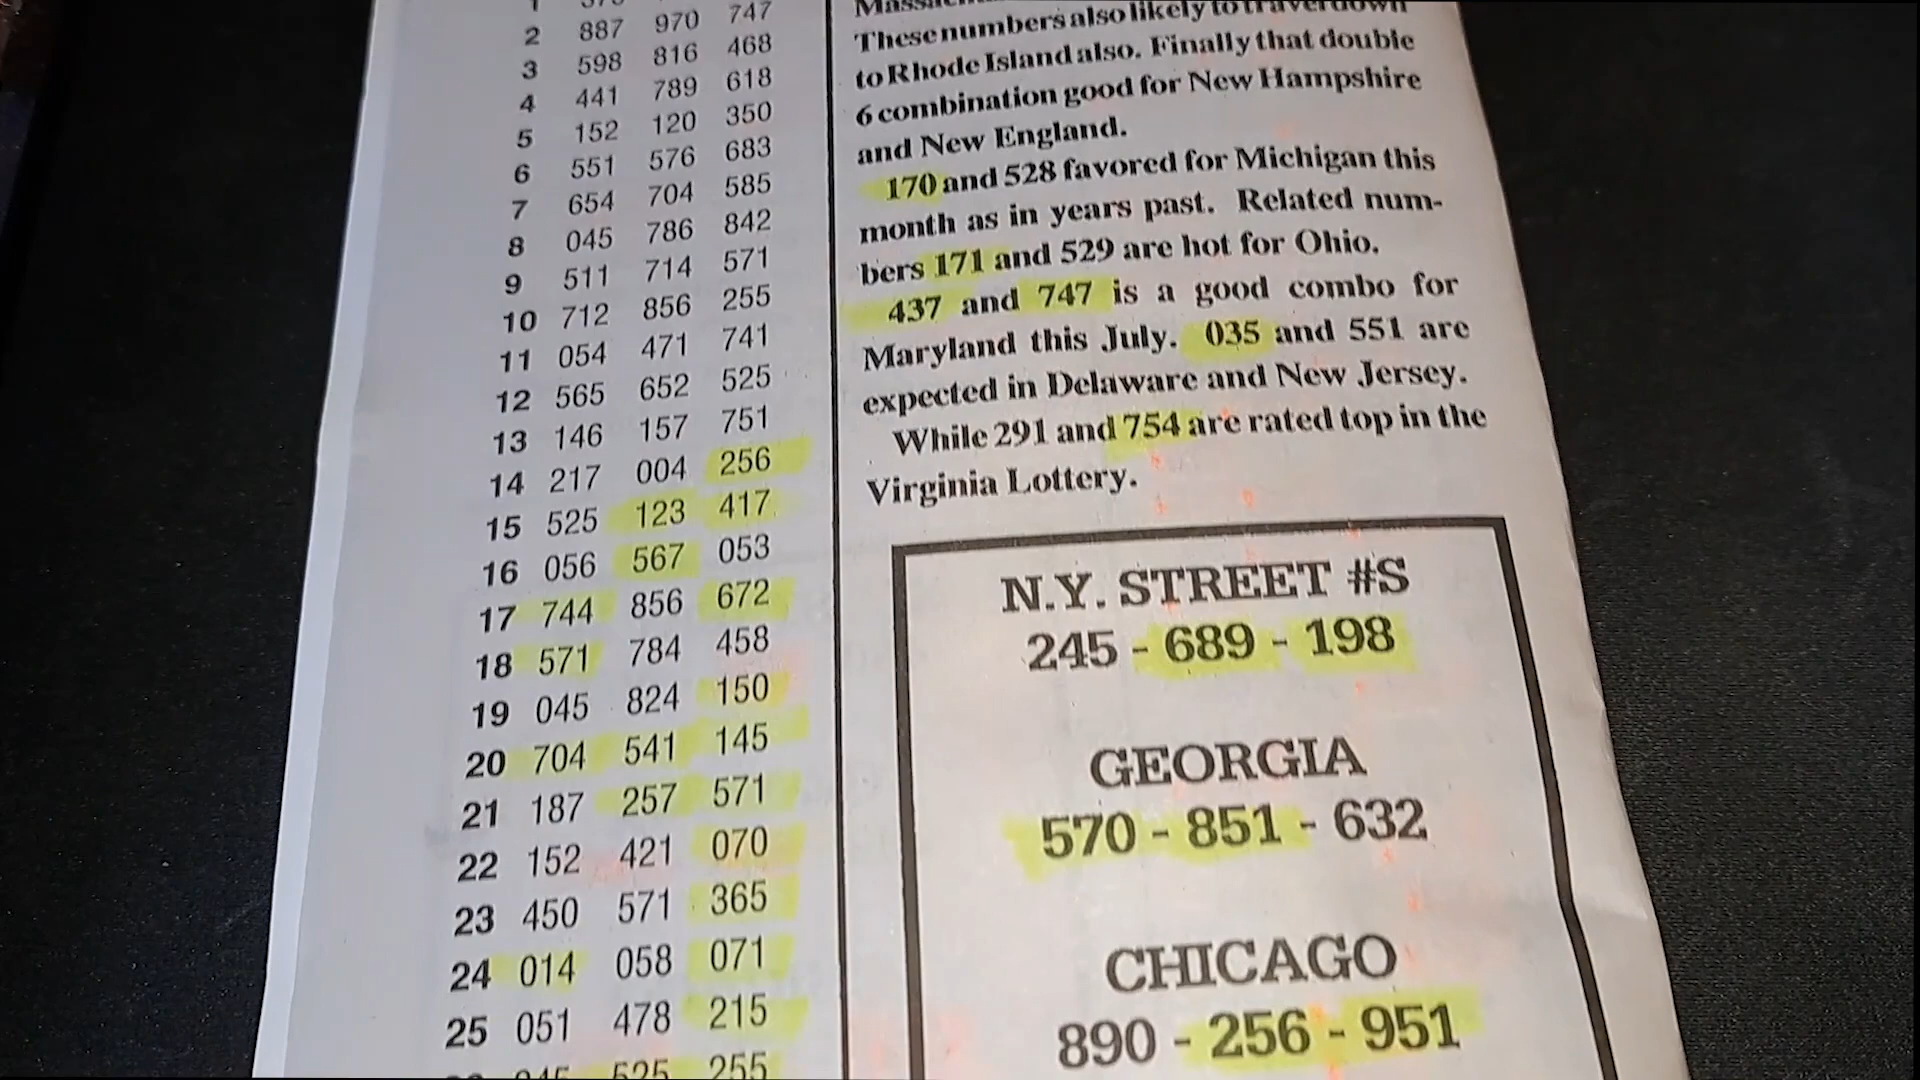 2 887 970 747
3 598 816 468
4 441 789 618
5 152 120 350
6 551 576 683
7 654 704 585
8 045 786 842
9 511 714 571
10 712 856 255
11 054 471 741
12 565 652 525
13 146 157 751
14 217 004 256
15 525 123 417
16 056 567 053
17 744 856 672
18 571 784 458
19 045 824 150
20 704 541 145
21 187 257 571
22 152 421 070
23 450 571 365
24 014 058 071
25 051 478 215
525 255
These numbers also likely to travel down
to Rhode Island also. Finally that double
6 combination good for New Hampshire
and New England.
170 and 528 favored for Michigan this
month as in years past. Related num-
bers 171 and 529 are hot for Ohio.
437 and 747 is a good combo for
Maryland this July. 035 and 551 are
expected in Delaware and New Jersey.
While 291 and 754 are rated top in the
Virginia Lottery.
N.Y. STREET #S
245 - 689 - 198
GEORGIA
570 - 851 - 632
CHICAGO
890 - 256 - 951